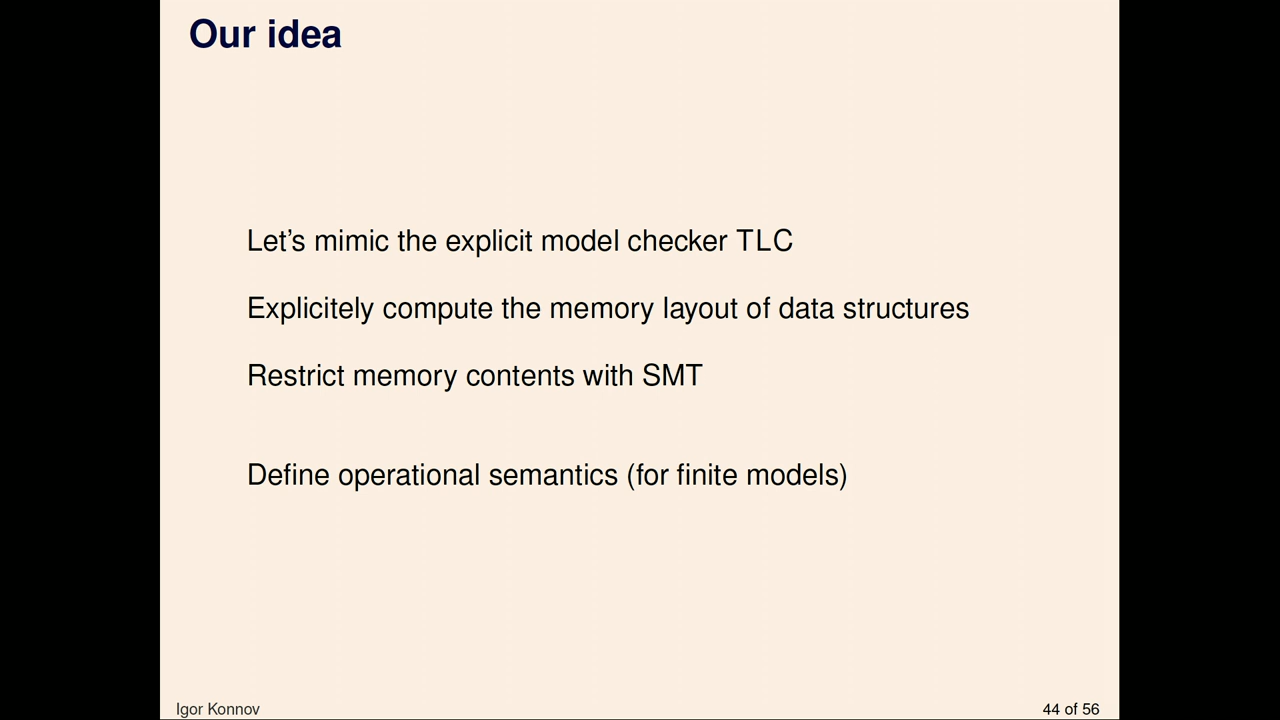 Our idea
Let's mimic the explicit model checker TLC
Explicitely compute the memory layout of data structures
Restrict memory contents with SMT
Define operational semantics (for finite models)
Igor Konnov
44 of 56